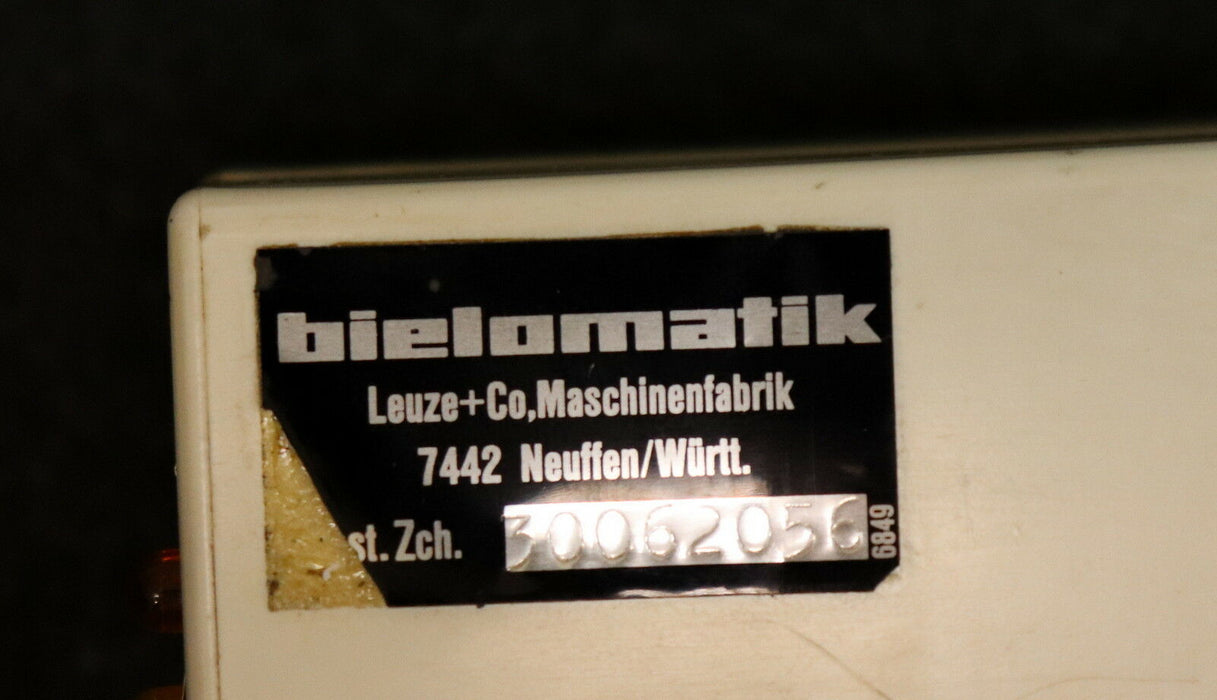 bielomatik
Leuze+Co,Maschinenfabrik
7442 Neuffen/Württ.
st. Zch. 30062056
6849